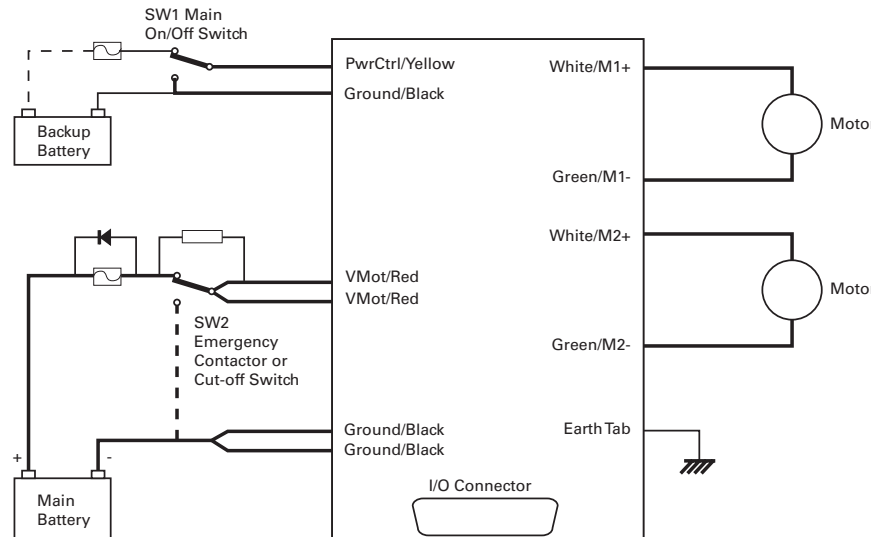 SW1 Main
On/Off Switch
PwrCtrl/Yellow
White/M1+
Ground/Black
Backup
Battery
Moto
Green/M1-
White/M2+
VMot/Red
VMot/Red
Moto
SW2
Emergency
Contactor or
Cut-off Switch
Green/M2-
Ground/Black
Ground/Black
Earth Tab
+
-
I/O Connector
Main
Battery